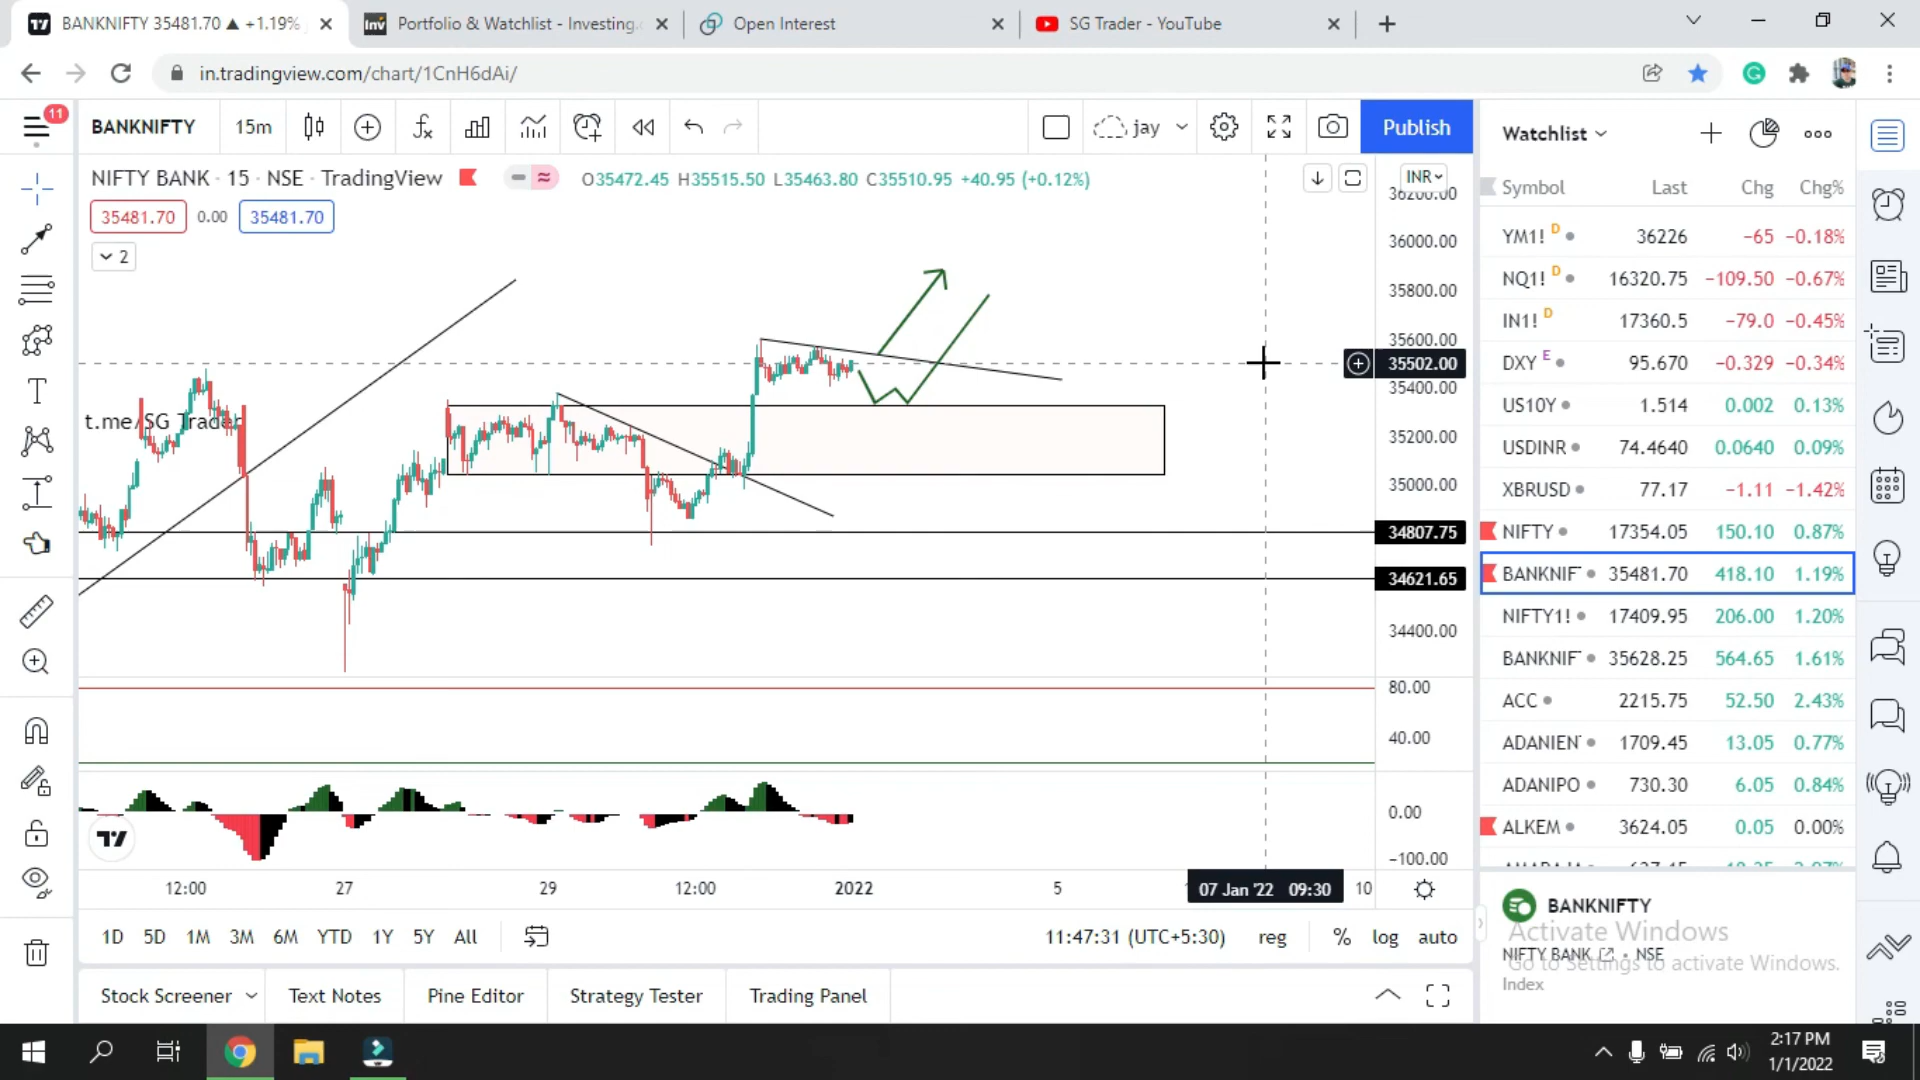 BANKNIFTY 35481.70 ▲ +1.19%
Portfolio & Watchlist - Investing.
Open Interest
SG Trader - YouTube
in.tradingview.com/chart/1CnH6dAi/
11
BANKNIFTY
15m
jay
Publish
NIFTY BANK · 15 · NSE · TradingView
O35472.45 H35515.50 L35463.80 C35510.95 +40.95 (+0.12%)
35481.70
0.00
35481.70
2
INR
36200.00
36000.00
35800.00
35600.00
35502.00
35400.00
35200.00
35000.00
34807.75
34621.65
34400.00
80.00
40.00
0.00
−100.00
t.me/SG Trader
12:00
27
29
12:00
2022
5
07 Jan '22 09:30
10
1D
5D
1M
3M
6M
YTD
1Y
5Y
All
11:47:31 (UTC+5:30)
reg
%
log
auto
Stock Screener
Text Notes
Pine Editor
Strategy Tester
Trading Panel
Watchlist
Symbol Last Chg Chg%
YM1! D 36226 −65 −0.18%
NQ1! D 16320.75 −109.50 −0.67%
IN1! D 17360.5 −79.0 −0.45%
DXY E 95.670 −0.329 −0.34%
US10Y 1.514 0.002 0.13%
USDINR 74.4640 0.0640 0.09%
XBRUSD 77.17 −1.11 −1.42%
NIFTY 17354.05 150.10 0.87%
BANKNIF 35481.70 418.10 1.19%
NIFTY1! 17409.95 206.00 1.20%
BANKNIF 35628.25 564.65 1.61%
ACC 2215.75 52.50 2.43%
ADANIEN 1709.45 13.05 0.77%
ADANIPO 730.30 6.05 0.84%
ALKEM 3624.05 0.05 0.00%
BANKNIFTY
Activate Windows
NIFTY BANK · NSE
Go to Settings to activate Windows.
Index
2:17 PM
1/1/2022